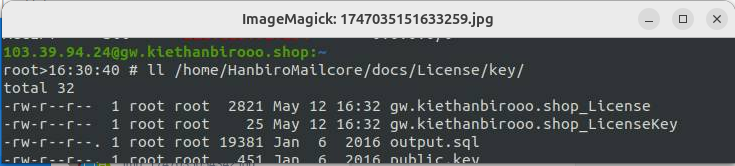 ImageMagick: 1747035151633259.jpg
103.39.94.24@gw.kiethanbirooo.shop:~
root>16:30:40 # ll /home/HanbiroMailcore/docs/License/key/
total 32
-rw-r--r-- 1 root root 2821 May 12 16:32 gw.kiethanbirooo.shop_License
-rw-r--r-- 1 root root 25 May 12 16:32 gw.kiethanbirooo.shop_LicenseKey
-rw-r--r--. 1 root root 19381 Jan 6 2016 output.sql
-rw-r--r-- 1 root root 451 Jan 6 2016 public.key